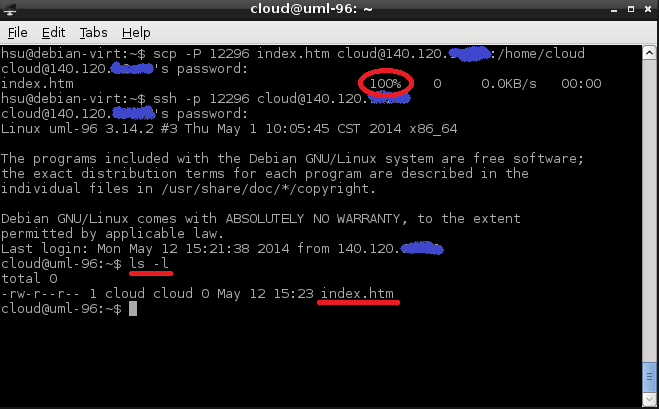 cloud@uml-96: ~
File Edit Tabs Help
hsu@debian-virt:~$ scp -P 12296 index.htm cloud@140.120.:/home/cloud
cloud@140.120.'s password:
index.htm 100% 0 0.0KB/s 00:00
hsu@debian-virt:~$ ssh -p 12296 cloud@140.120.
cloud@140.120.'s password:
Linux uml-96 3.14.2 #3 Thu May 1 10:05:45 CST 2014 x86_64
The programs included with the Debian GNU/Linux system are free software;
the exact distribution terms for each program are described in the
individual files in /usr/share/doc/*/copyright.
Debian GNU/Linux comes with ABSOLUTELY NO WARRANTY, to the extent
permitted by applicable law.
Last login: Mon May 12 15:21:38 2014 from 140.120.
cloud@uml-96:~$ ls -l
total 0
-rw-r--r-- 1 cloud cloud 0 May 12 15:23 index.htm
cloud@uml-96:~$